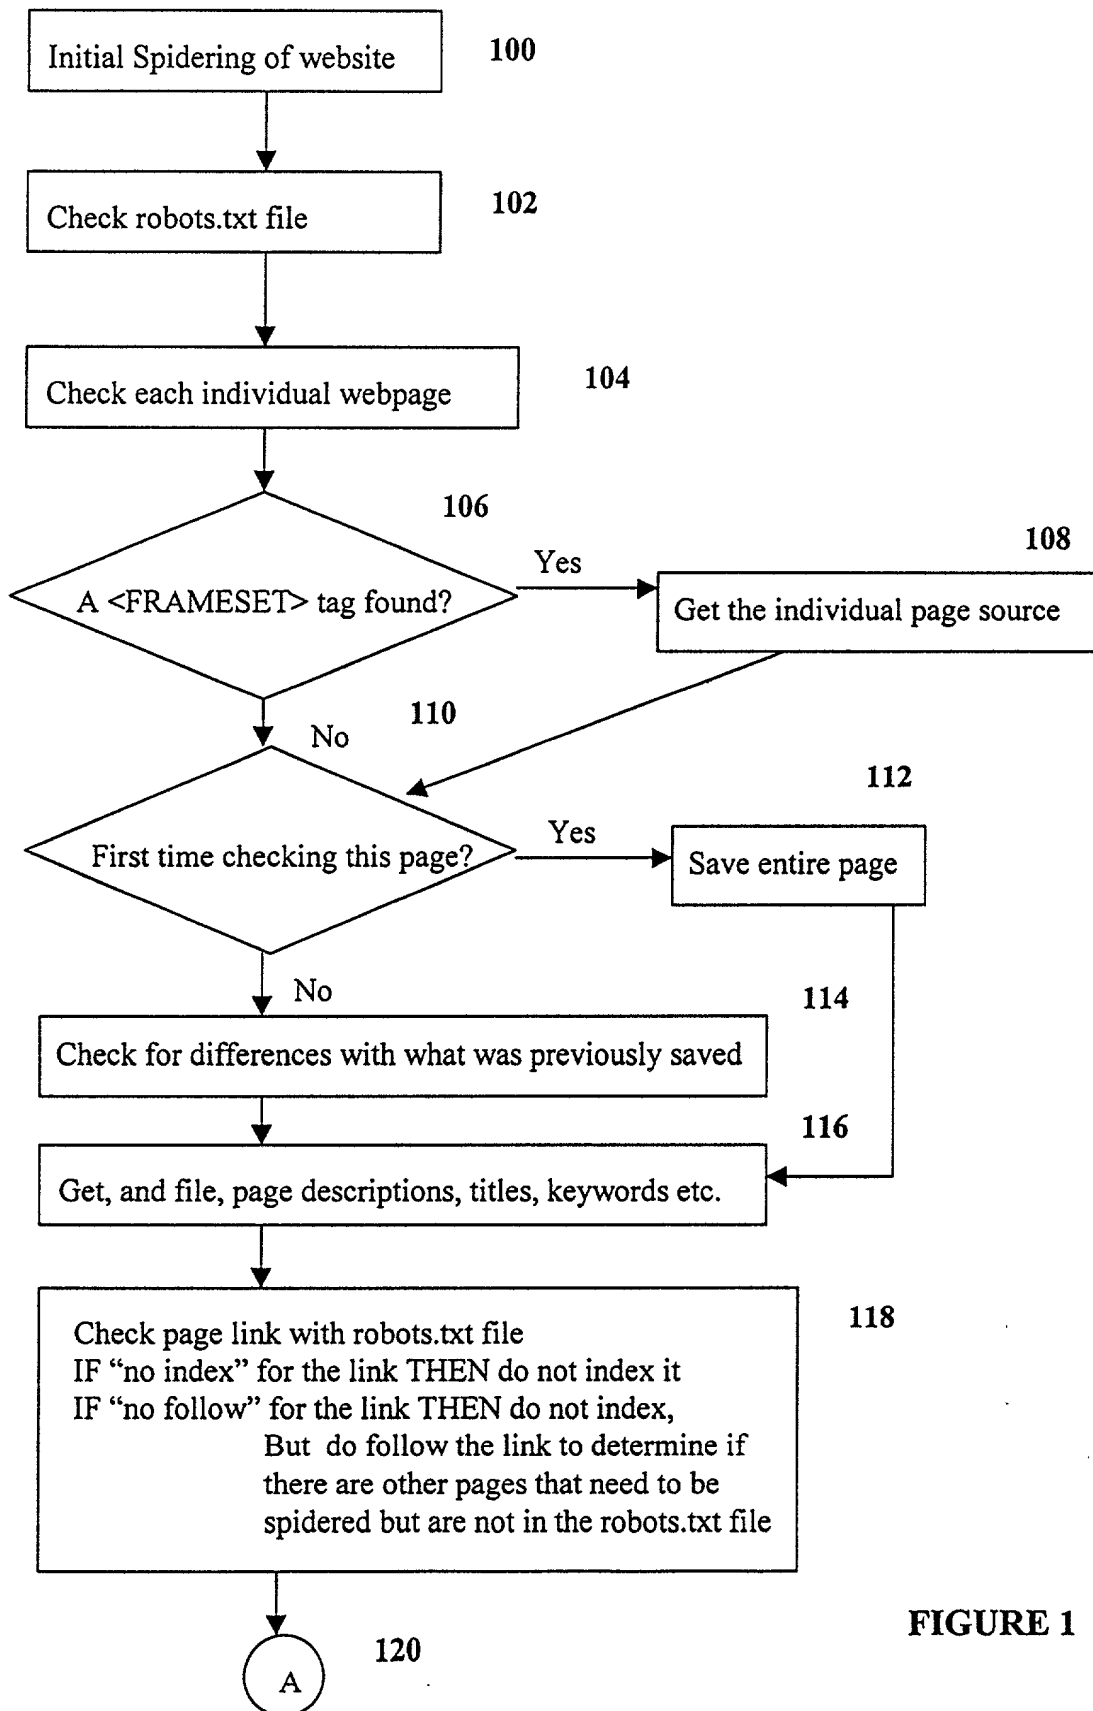 Initial Spidering of website
100
Check robots.txt file
102
Check each individual webpage
104
106
A <FRAMESET> tag found?
Yes
108
Get the individual page source
No
110
First time checking this page?
Yes
112
Save entire page
No
114
Check for differences with what was previously saved
116
Get, and file, page descriptions, titles, keywords etc.
118
Check page link with robots.txt file
IF “no index” for the link THEN do not index it
IF “no follow” for the link THEN do not index,
But do follow the link to determine if
there are other pages that need to be
spidered but are not in the robots.txt file
FIGURE 1
120
A